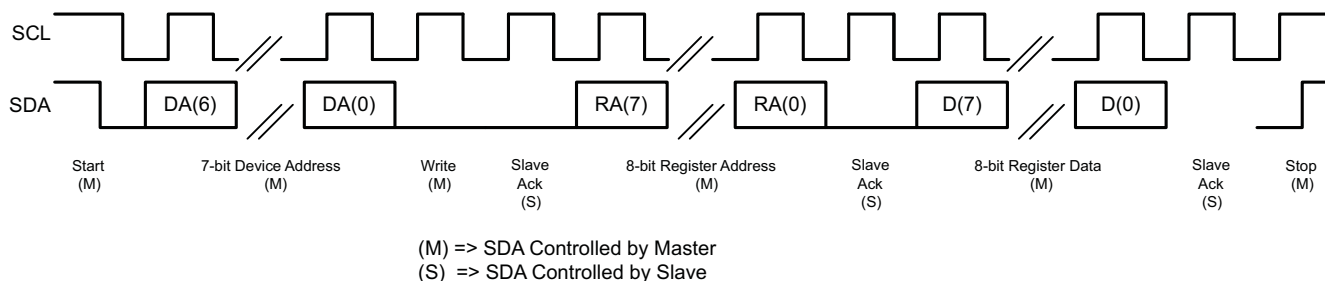 SCL
SDA
DA(6)
DA(0)
RA(7)
RA(0)
D(7)
D(0)
Start
(M)
7-bit Device Address
(M)
Write
(M)
Slave
Ack
(S)
8-bit Register Address
(M)
Slave
Ack
(S)
8-bit Register Data
(M)
Slave
Ack
(S)
Stop
(M)
(M) => SDA Controlled by Master
(S) => SDA Controlled by Slave